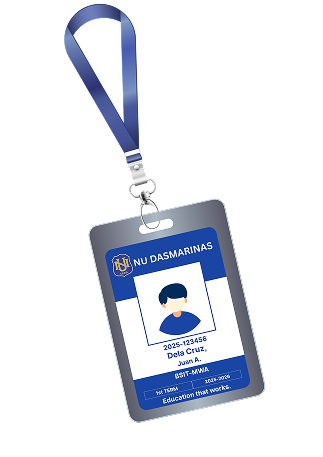 NU DASMARINAS
2025-123456
Dela Cruz,
Juan A.
BSIT-MWA
1st TERM
2025-2026
Education that works.